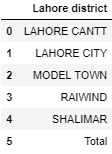 Lahore district
0 LAHORE CANTT
1 LAHORE CITY
2 MODEL TOWN
3 RAIWIND
4 SHALIMAR
5 Total